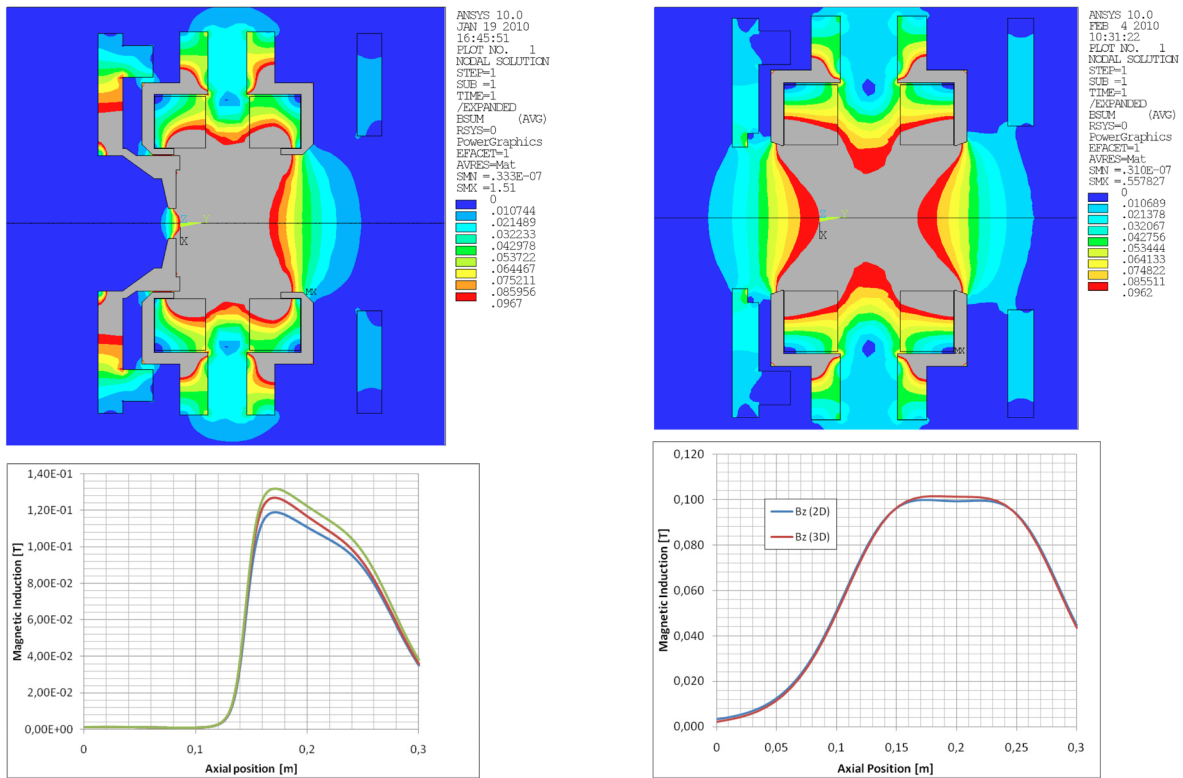 ANSYS 10.0
JAN 19 2010
16:45:51
PLOT NO. 1
NODAL SOLUTION
STEP=1
SUB =1
TIME=1
/EXPANDED
BSUM (AVG)
RSYS=0
PowerGraphics
EFACET=1
AVRES=Mat
SMN =.333E-07
SMX =1.51
0
.010744
.021489
.032233
.042978
.053722
.064467
.075211
.085956
.0967
Z
Y
X
MX
ANSYS 10.0
FEB 4 2010
10:31:22
PLOT NO. 1
NODAL SOLUTION
STEP=1
SUB =1
TIME=1
/EXPANDED
BSUM (AVG)
RSYS=0
PowerGraphics
EFACET=1
AVRES=Mat
SMN =.310E-07
SMX =.557827
0
.010689
.021378
.032067
.042756
.053444
.064133
.074822
.085511
.0962
Z
Y
X
MX
Magnetic Induction [T]
1,40E-01
1,20E-01
1,00E-01
8,00E-02
6,00E-02
4,00E-02
2,00E-02
0,00E+00
0 0,1 0,2 0,3
Axial position [m]
Magnetic Induction [T]
0,120
0,100
0,080
0,060
0,040
0,020
0,000
Bz (2D)
Bz (3D)
0 0,05 0,1 0,15 0,2 0,25 0,3
Axial Position [m]